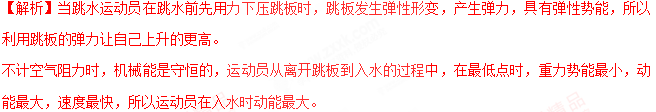 【解析】当跳水运动员在跳水前先用力下压跳板时，跳板发生弹性形变，产生弹力，具有弹性势能，所以
利用跳板的弹力让自己上升的更高。
不计空气阻力时，机械能是守恒的，运动员从离开跳板到入水的过程中，在最低点时，重力势能最小，动
能最大，速度最快，所以运动员在入水时动能最大。